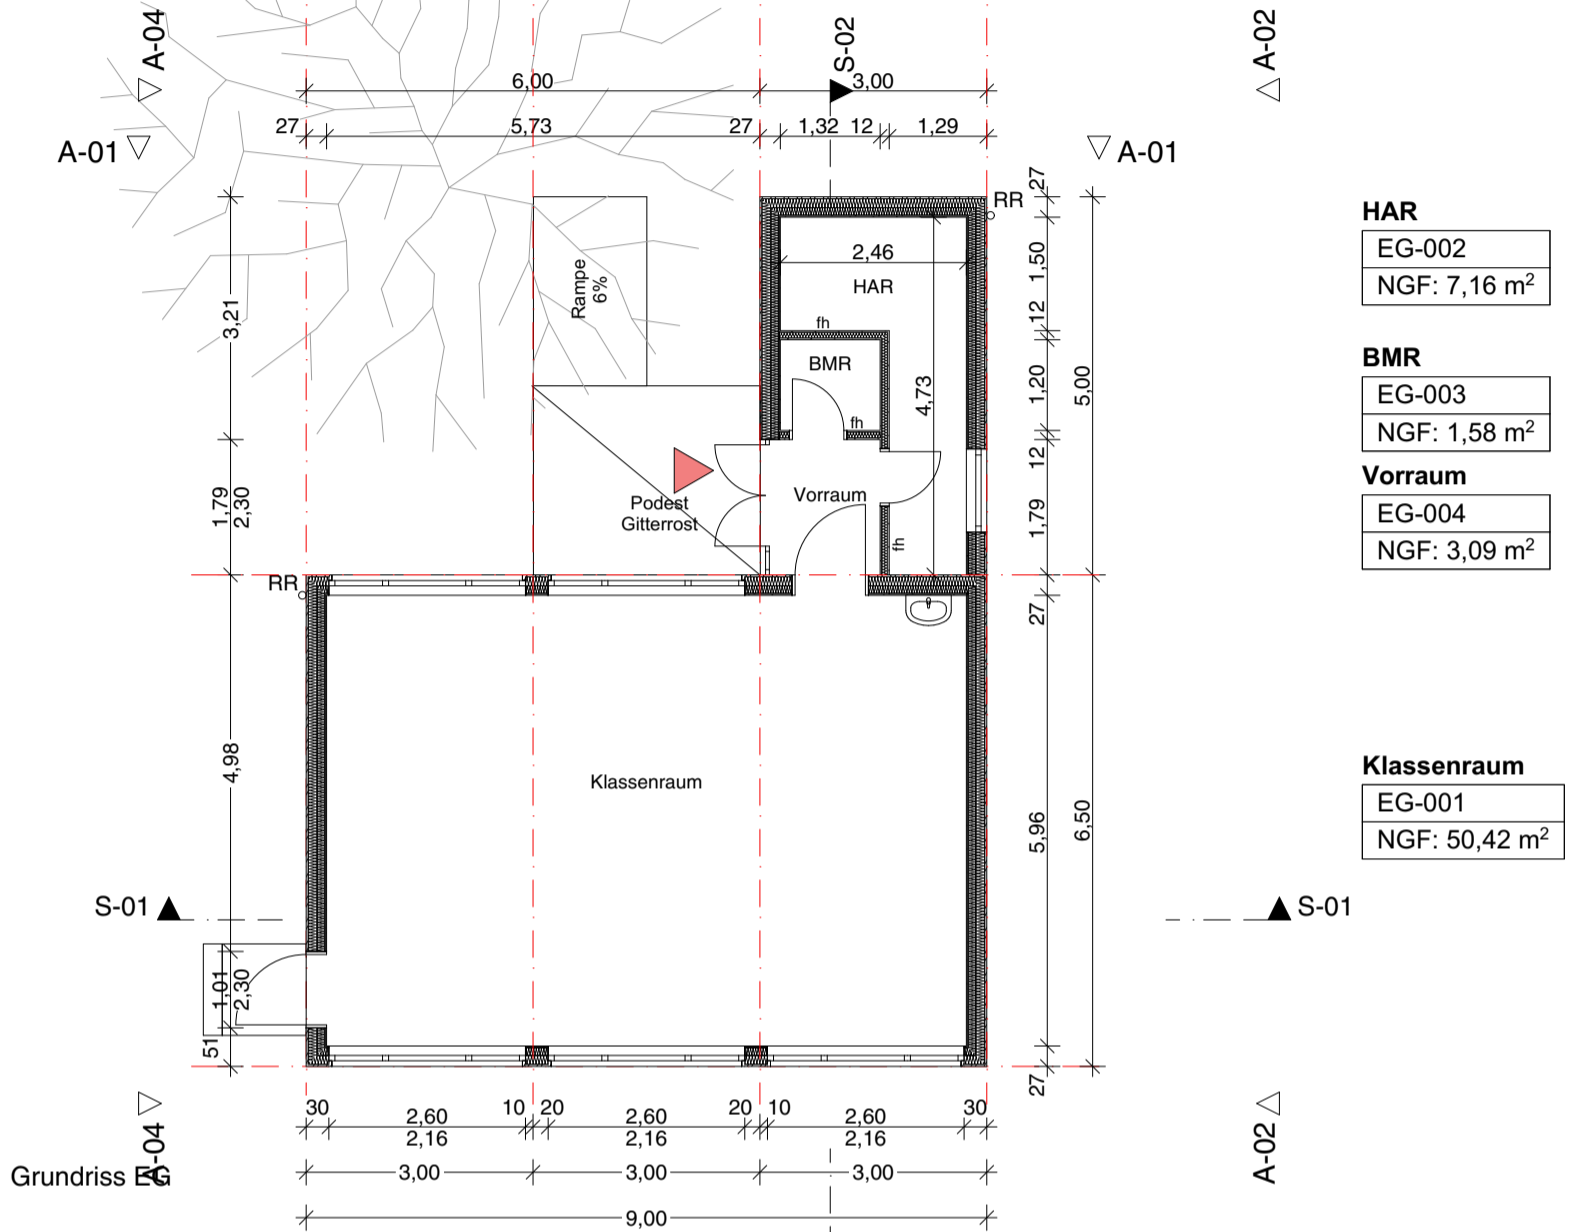 A-04
S-02
A-02
6,00
3,00
27
5,73
27
1,32
12
1,29
A-01
A-01
27
RR
HAR
EG-002
NGF: 7,16 m²
2,46
1,50
HAR
Rampe
6%
3,21
12
fh
BMR
BMR
EG-003
NGF: 1,58 m²
4,73
1,20
5,00
fh
12
Vorraum
EG-004
NGF: 3,09 m²
1,79
2,30
Podest
Gitterrost
Vorraum
1,79
fh
RR
27
4,98
Klassenraum
5,96
6,50
Klassenraum
EG-001
NGF: 50,42 m²
S-01
S-01
1,01
2,30
51
27
30
2,60
2,16
10
20
2,60
2,16
20
10
2,60
2,16
30
A-04
A-02
3,00
3,00
3,00
Grundriss EG
9,00